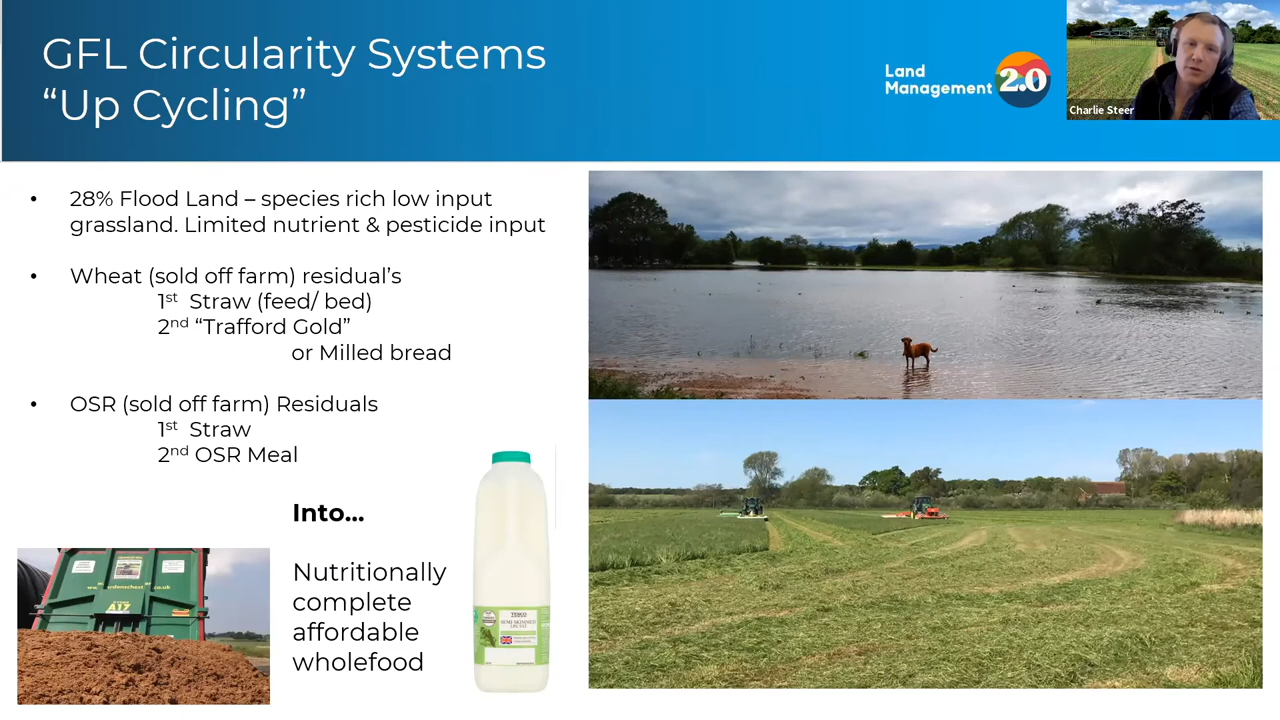 GFL Circularity Systems
“Up Cycling”
Land
Management 2.0
Charlie Steer
• 28% Flood Land – species rich low input
grassland. Limited nutrient & pesticide input
• Wheat (sold off farm) residual’s
1st Straw (feed/ bed)
2nd “Trafford Gold”
or Milled bread
• OSR (sold off farm) Residuals
1st Straw
2nd OSR Meal
Into...
Nutritionally
complete
affordable
wholefood
TESCO
SEMI SKIMMED
A17